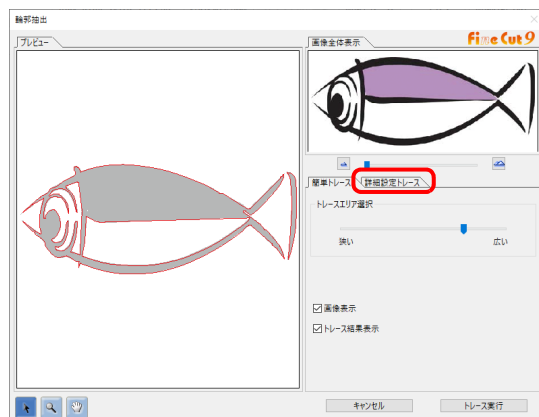 輪郭抽出
プレビュー
画像全体表示
FineCut9
簡単トレース
詳細設定トレース
トレースエリア選択
狭い
広い
画像表示
トレース結果表示
キャンセル
トレース実行